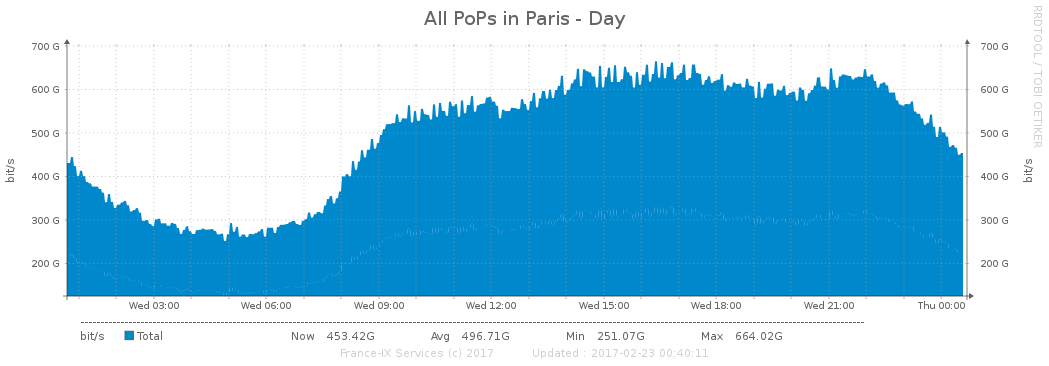 All PoPs in Paris - Day
RRDTOOL / TOBI OETIKER
700 G 700 G
600 G 600 G
500 G 500 G
400 G 400 G
300 G 300 G
200 G 200 G
bit/s bit/s
Wed 03:00 Wed 06:00 Wed 09:00 Wed 12:00 Wed 15:00 Wed 18:00 Wed 21:00 Thu 00:00
bit/s Total Now 453.42G Avg 496.71G Min 251.07G Max 664.02G
France-IX Services (c) 2017 Updated : 2017-02-23 00:40:11